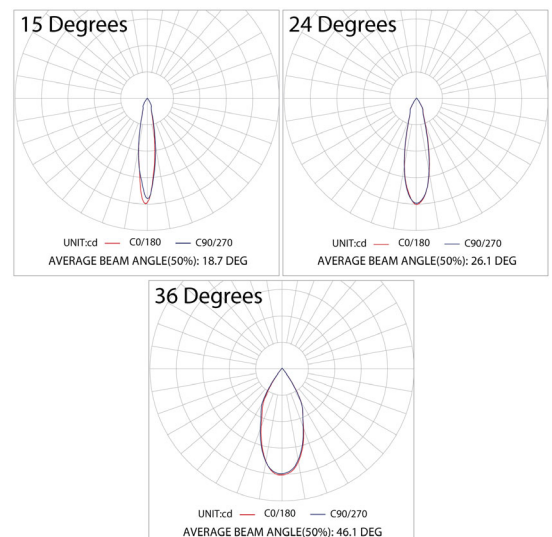 15 Degrees
UNIT:cd C0/180 C90/270
AVERAGE BEAM ANGLE(50%): 18.7 DEG
24 Degrees
UNIT:cd C0/180 C90/270
AVERAGE BEAM ANGLE(50%): 26.1 DEG
36 Degrees
UNIT:cd C0/180 C90/270
AVERAGE BEAM ANGLE(50%): 46.1 DEG